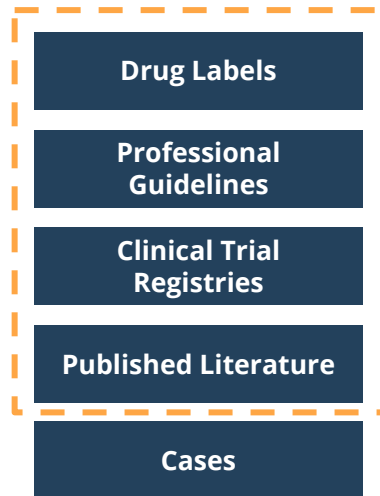 Drug Labels
Professional
Guidelines
Clinical Trial
Registries
Published Literature
Cases